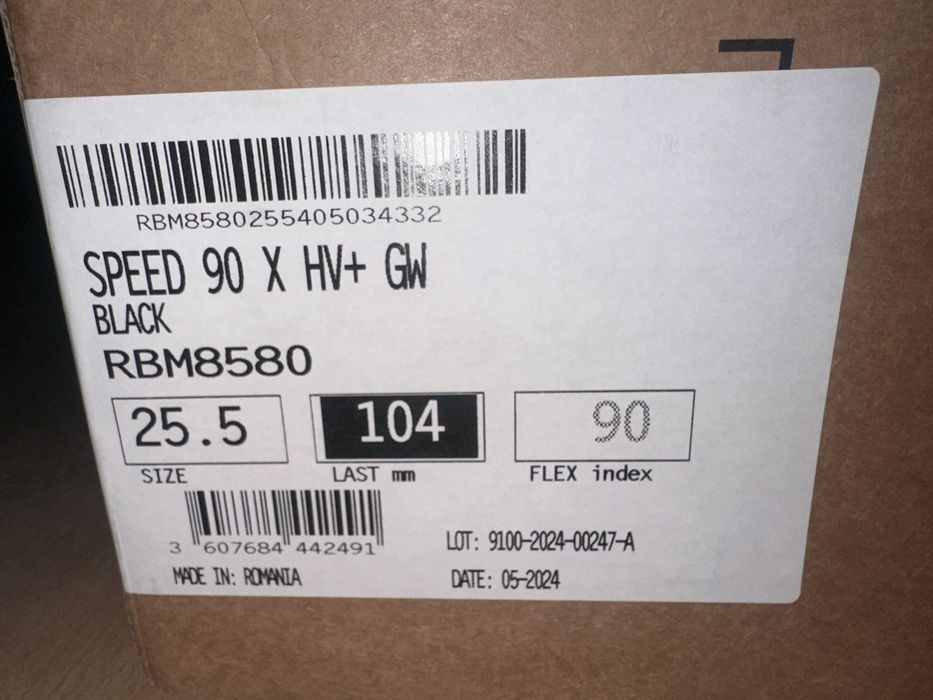 RBM8580255405034332
SPEED 90 X HV+ GW
BLACK
RBM8580
25.5 104 90
SIZE LAST mm FLEX index
3 607684 442491
LOT: 9100-2024-00247-A
MADE IN: ROMANIA
DATE: 05-2024